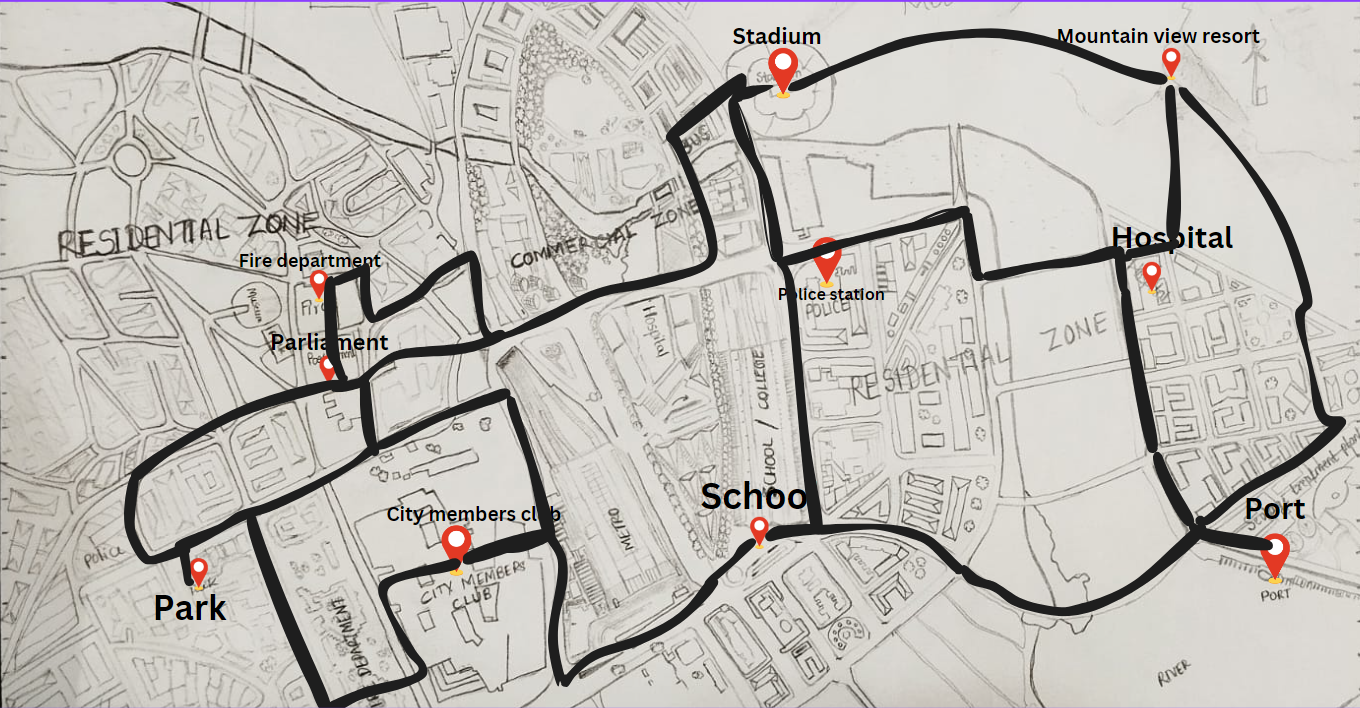 Stadium
Mountain view resort
BUS
RESIDENTIAL ZONE
COMMERCIAL ZONE
Hospital
Fire department
Police station
POLICE
Museum
Parliament
Hospital
RESIDENTIAL ZONE
SCHOOL / COLLEGE
Schoo
City members club
CITY MEMBERS
CLUB
METRO
Port
PORT
Police
Park
DEPARTMENT
RIVER